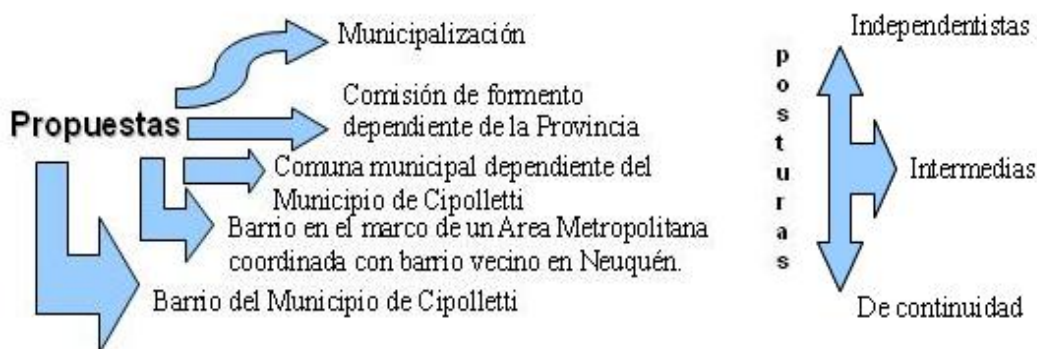 Propuestas
Municipalización
Comisión de formento
dependiente de la Provincia
Comuna municipal dependiente del
Municipio de Cipolletti
Barrio en el marco de un Area Metropolitana
coordinada con barrio vecino en Neuquén.
Barrio del Municipio de Cipolletti
posturas
Independentistas
Intermedias
De continuidad